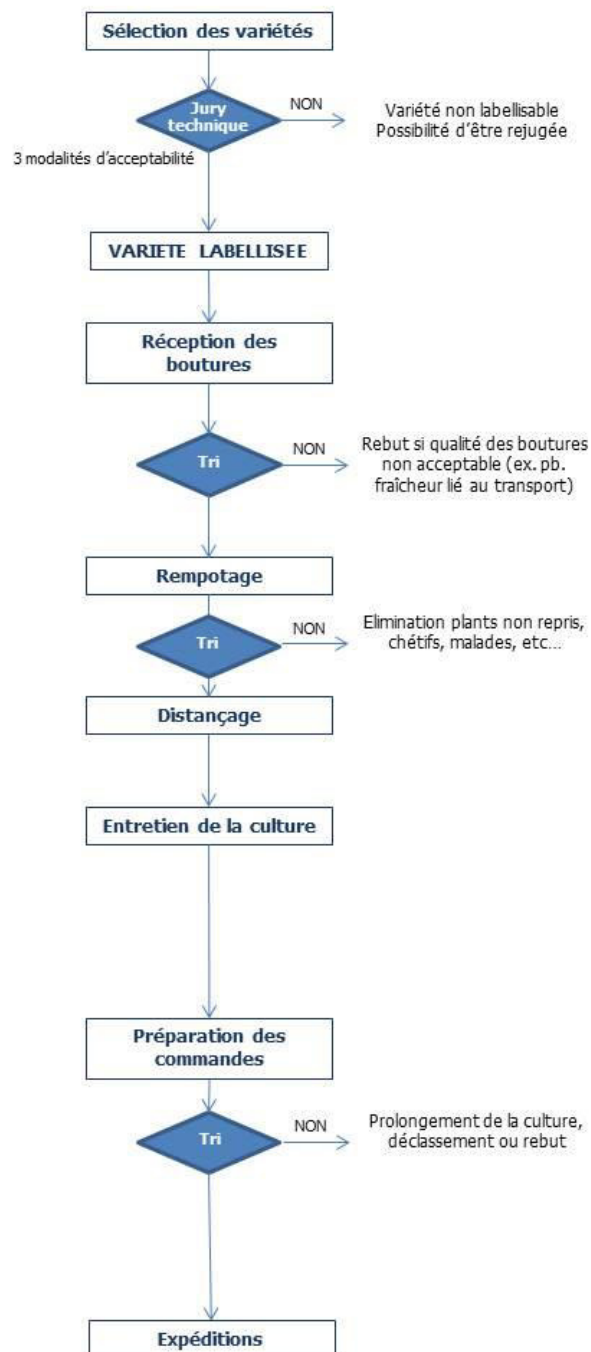 Sélection des variétés
Jury
technique
NON
Variété non labellisable
Possibilité d’être rejugée
3 modalités d’acceptabilité
VARIETE LABELLISEE
Réception des
boutures
Tri
NON
Rebut si qualité des boutures
non acceptable (ex. pb.
fraîcheur lié au transport)
Rempotage
Tri
NON
Elimination plants non repris,
chétifs, malades, etc…
Distançage
Entretien de la culture
Préparation des
commandes
Tri
NON
Prolongement de la culture,
déclassement ou rebut
Expéditions